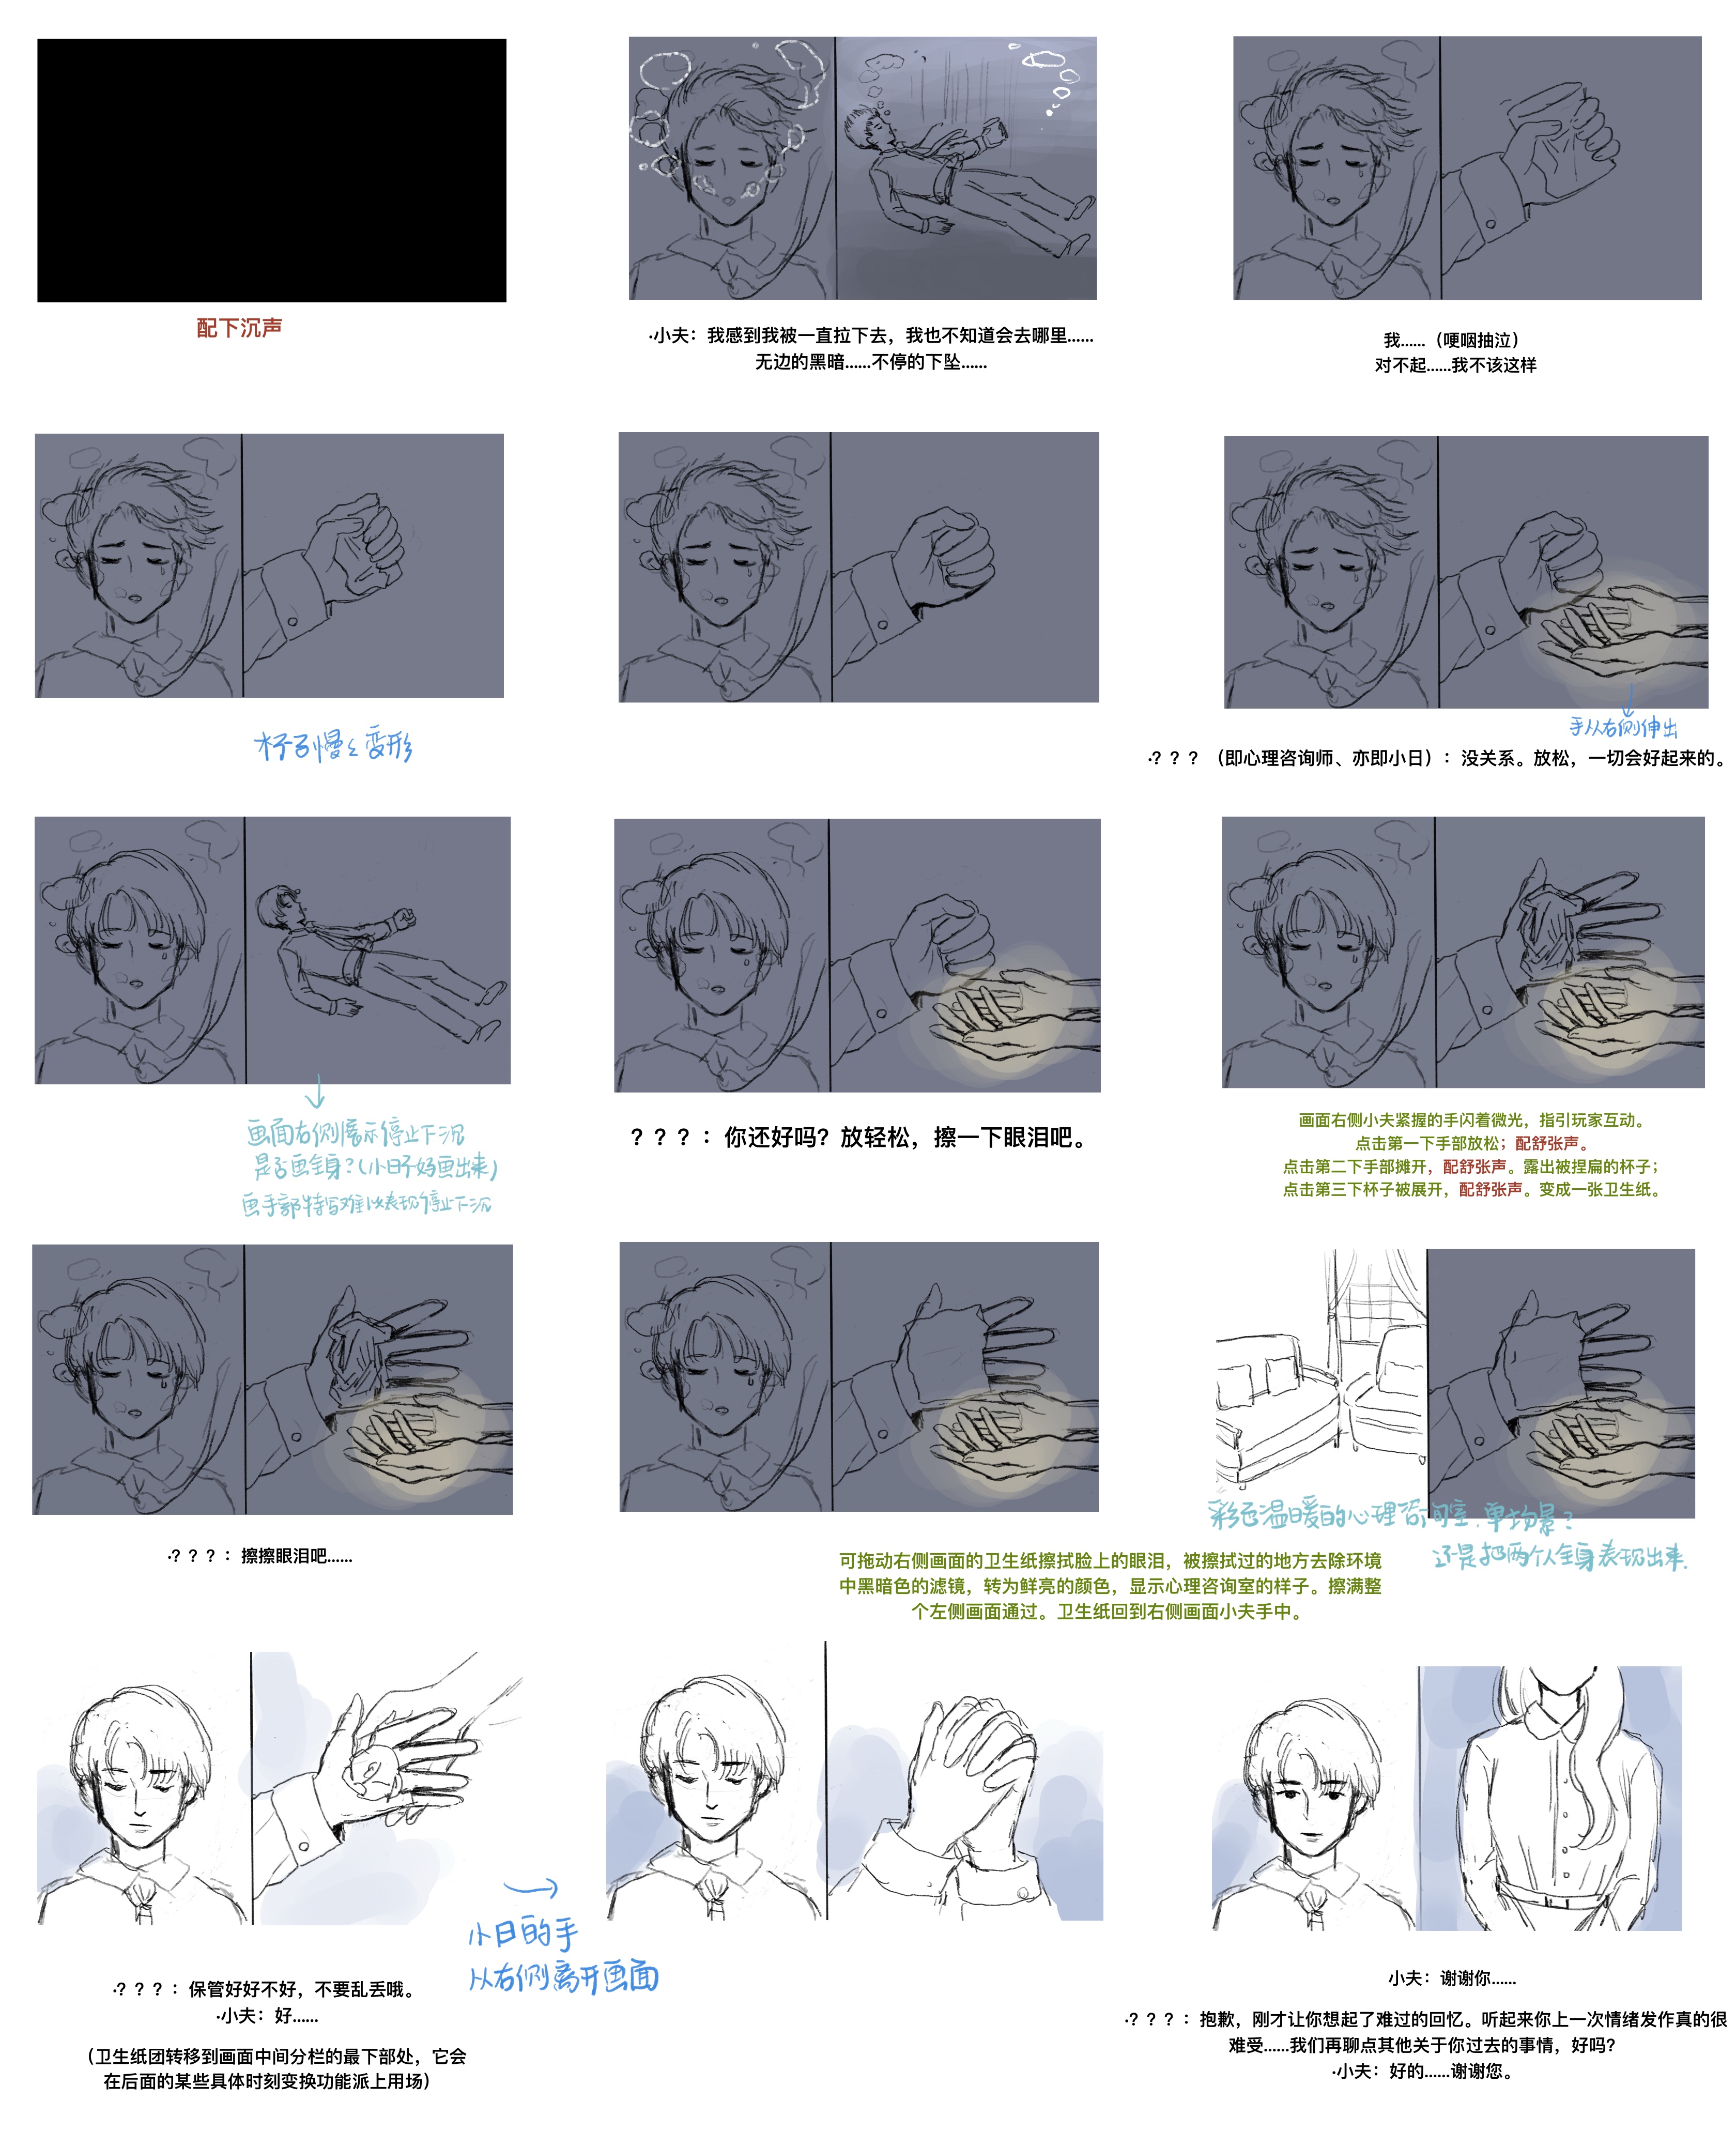 配下沉声
·小夫：我感到我被一直拉下去，我也不知道会去哪里......
无边的黑暗......不停的下坠......
我......（哽咽抽泣）
对不起......我不该这样
杯子慢慢变形
手从右侧伸出
·？？？（即心理咨询师、亦即小日）：没关系。放松，一切会好起来的。
画面右侧展示停止下沉
是否画全身？（小日不好画出来）
画手部特写难以表现停止下沉
？？？：你还好吗？放轻松，擦一下眼泪吧。
画面右侧小夫紧握的手闪着微光，指引玩家互动。
点击第一下手部放松；配舒张声。
点击第二下手部摊开，配舒张声。露出被捏扁的杯子；
点击第三下杯子被展开，配舒张声。变成一张卫生纸。
·？？？：擦擦眼泪吧......
可拖动右侧画面的卫生纸擦拭脸上的眼泪，被擦拭过的地方去除环境
中黑暗色的滤镜，转为鲜亮的颜色，显示心理咨询室的样子。擦满整
个左侧画面通过。卫生纸回到右侧画面小夫手中。
彩色温暖的心理咨询室.单场景？
还是把两个人全身表现出来.
·？？？：保管好好不好，不要乱丢哦。
·小夫：好......
（卫生纸团转移到画面中间分栏的最下部处，它会
在后面的某些具体时刻变换功能派上用场）
小日的手
从右侧离开画面
小夫：谢谢你......
·？？？：抱歉，刚才让你想起了难过的回忆。听起来你上一次情绪发作真的很
难受......我们再聊点其他关于你过去的事情，好吗？
·小夫：好的......谢谢您。